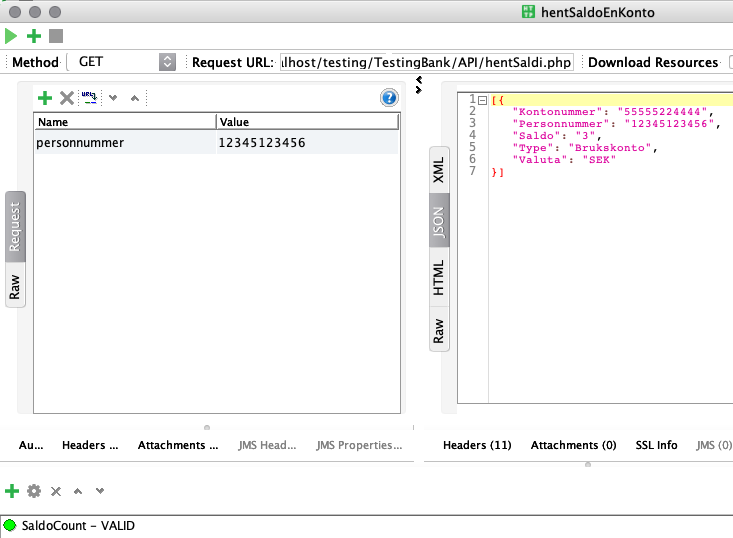 hentSaldoEnKonto
Method GET Request URL: lhost/testing/TestingBank/API/hentSaldi.php Download Resources
URL
?
Name Value
personnummer 12345123456
Request
Raw
XML
JSON
HTML
Raw
1 [{
2 "Kontonummer": "55555224444",
3 "Personnummer": "12345123456",
4 "Saldo": "3",
5 "Type": "Brukskonto",
6 "Valuta": "SEK"
7 }]
Au... Headers ... Attachments ... JMS Head... JMS Properties...
Headers (11) Attachments (0) SSL Info JMS (0)
SaldoCount - VALID